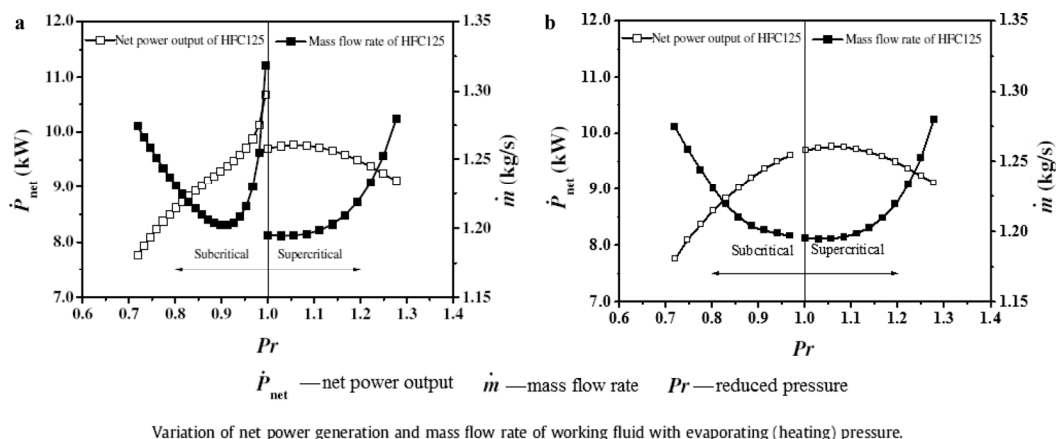 a
Net power output of HFC125
Mass flow rate of HFC125
12.0
11.0
10.0
9.0
8.0
7.0
Ṗnet (kW)
1.35
1.30
1.25
1.20
1.15
ṁ (kg/s)
Subcritical
Supercritical
0.6 0.7 0.8 0.9 1.0 1.1 1.2 1.3 1.4
Pr
b
Net power output of HFC125
Mass flow rate of HFC125
12.0
11.0
10.0
9.0
8.0
7.0
Ṗnet (kW)
1.35
1.30
1.25
1.20
1.15
ṁ (kg/s)
Subcritical
Supercritical
0.6 0.7 0.8 0.9 1.0 1.1 1.2 1.3 1.4
Pr
Ṗnet —net power output ṁ —mass flow rate Pr—reduced pressure
Variation of net power generation and mass flow rate of working fluid with evaporating (heating) pressure.